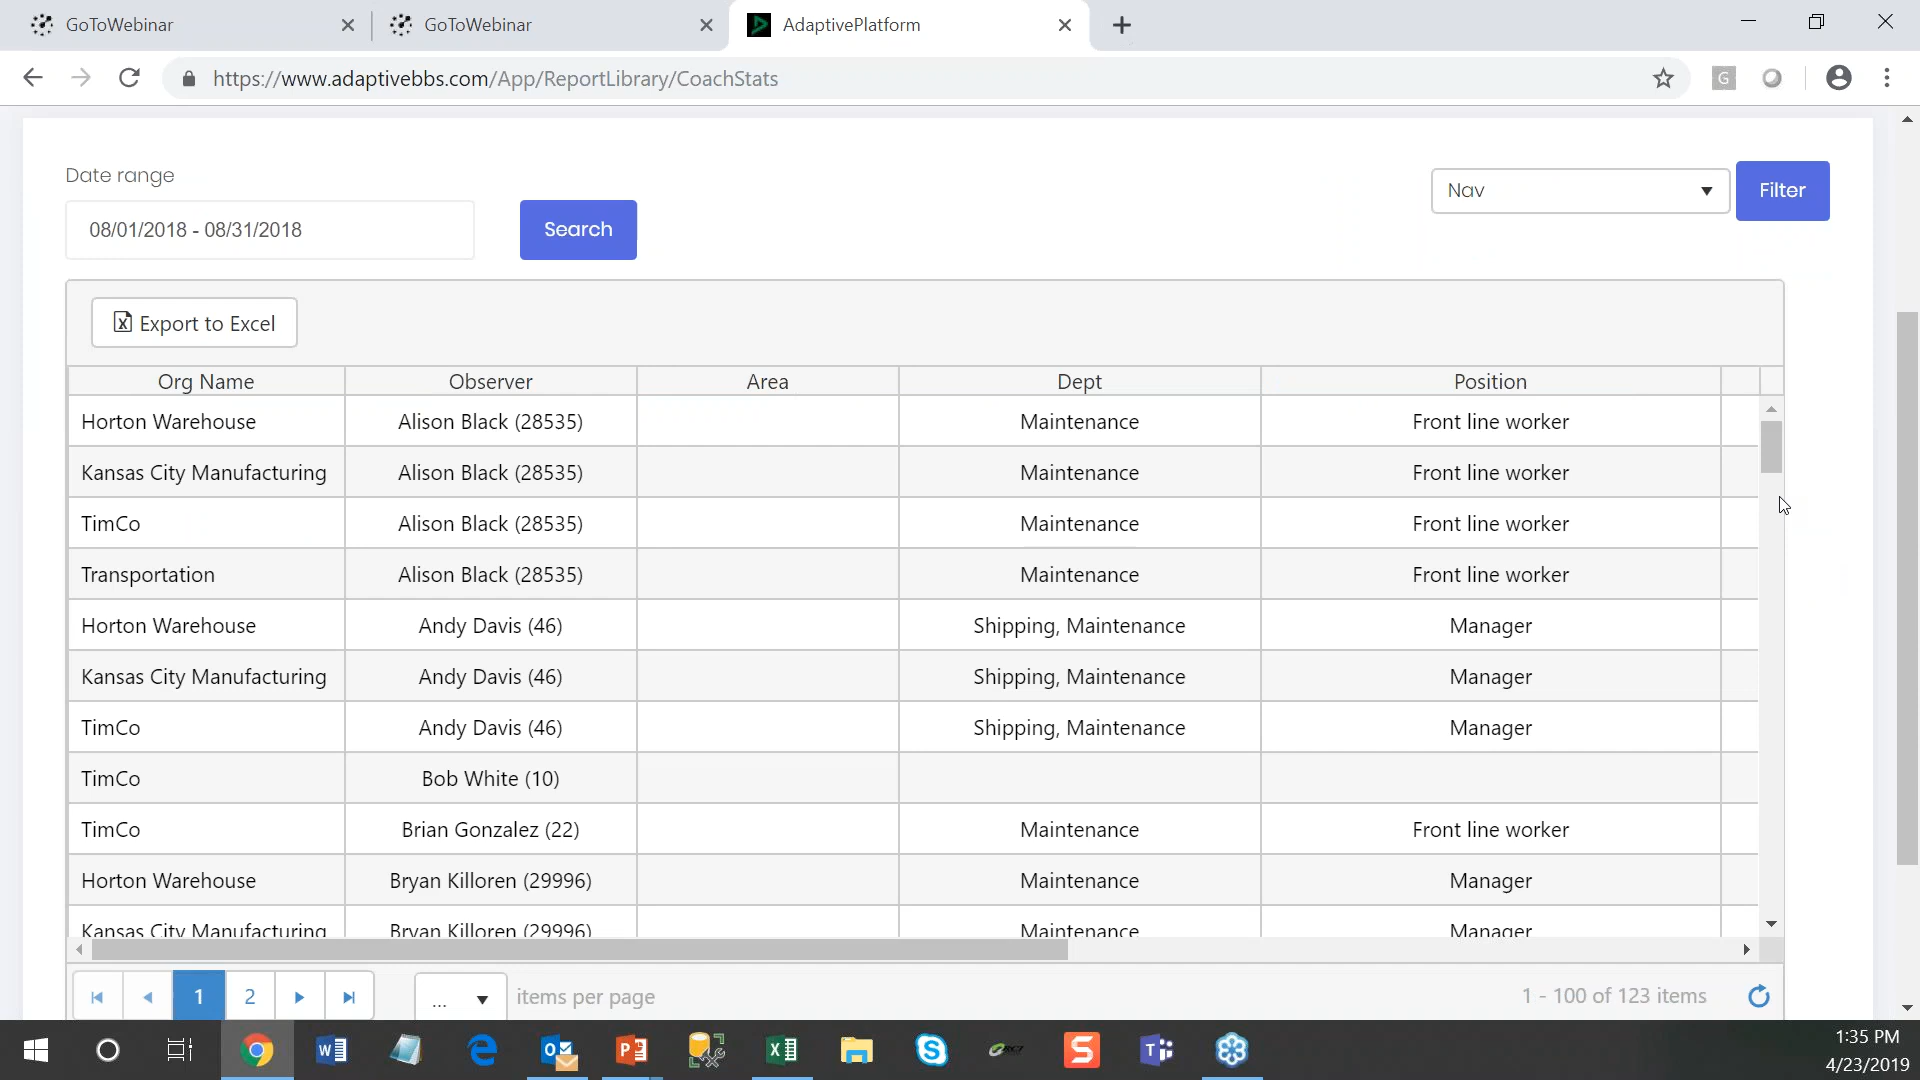 GoToWebinar
GoToWebinar
AdaptivePlatform
https://www.adaptivebbs.com/App/ReportLibrary/CoachStats
G
Date range
08/01/2018 - 08/31/2018
Search
Nav
Filter
Export to Excel
Org Name Observer Area Dept Position
Horton Warehouse Alison Black (28535) Maintenance Front line worker
Kansas City Manufacturing Alison Black (28535) Maintenance Front line worker
TimCo Alison Black (28535) Maintenance Front line worker
Transportation Alison Black (28535) Maintenance Front line worker
Horton Warehouse Andy Davis (46) Shipping, Maintenance Manager
Kansas City Manufacturing Andy Davis (46) Shipping, Maintenance Manager
TimCo Andy Davis (46) Shipping, Maintenance Manager
TimCo Bob White (10)
TimCo Brian Gonzalez (22) Maintenance Front line worker
Horton Warehouse Bryan Killoren (29996) Maintenance Manager
Kansas City Manufacturing Bryan Killoren (29996) Maintenance Manager
1 2 ... items per page 1 - 100 of 123 items
1:35 PM
4/23/2019